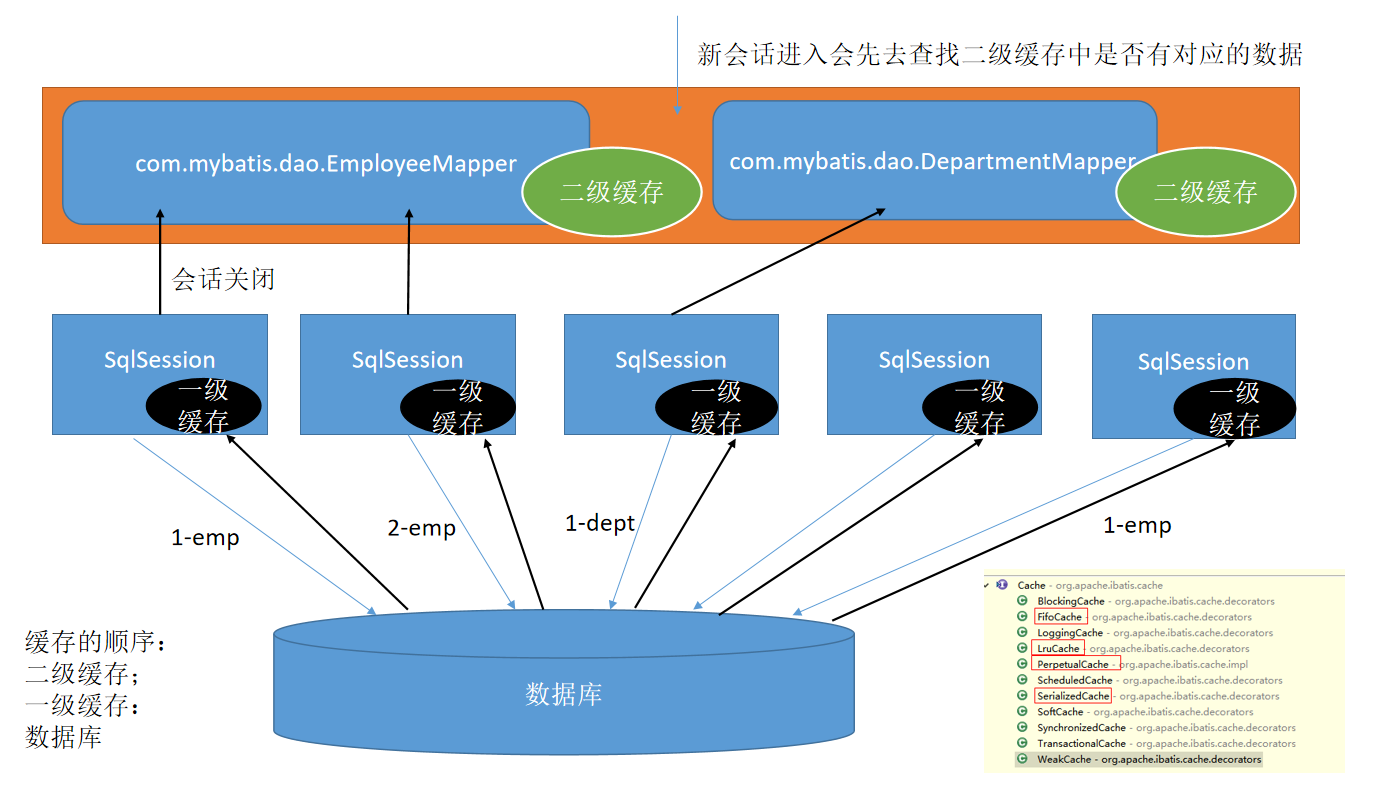 新会话进入会先去查找二级缓存中是否有对应的数据
com.mybatis.dao.EmployeeMapper
二级缓存
com.mybatis.dao.DepartmentMapper
二级缓存
会话关闭
SqlSession
一级
缓存
SqlSession
一级
缓存
SqlSession
一级
缓存
SqlSession
一级
缓存
SqlSession
一级
缓存
1-emp
2-emp
1-dept
1-emp
缓存的顺序：
二级缓存；
一级缓存：
数据库
数据库
Cache - org.apache.ibatis.cache
BlockingCache - org.apache.ibatis.cache.decorators
FifoCache - org.apache.ibatis.cache.decorators
LoggingCache - org.apache.ibatis.cache.decorators
LruCache - org.apache.ibatis.cache.decorators
PerpetualCache - org.apache.ibatis.cache.impl
ScheduledCache - org.apache.ibatis.cache.decorators
SerializedCache - org.apache.ibatis.cache.decorators
SoftCache - org.apache.ibatis.cache.decorators
SynchronizedCache - org.apache.ibatis.cache.decorators
TransactionalCache - org.apache.ibatis.cache.decorators
WeakCache - org.apache.ibatis.cache.decorators